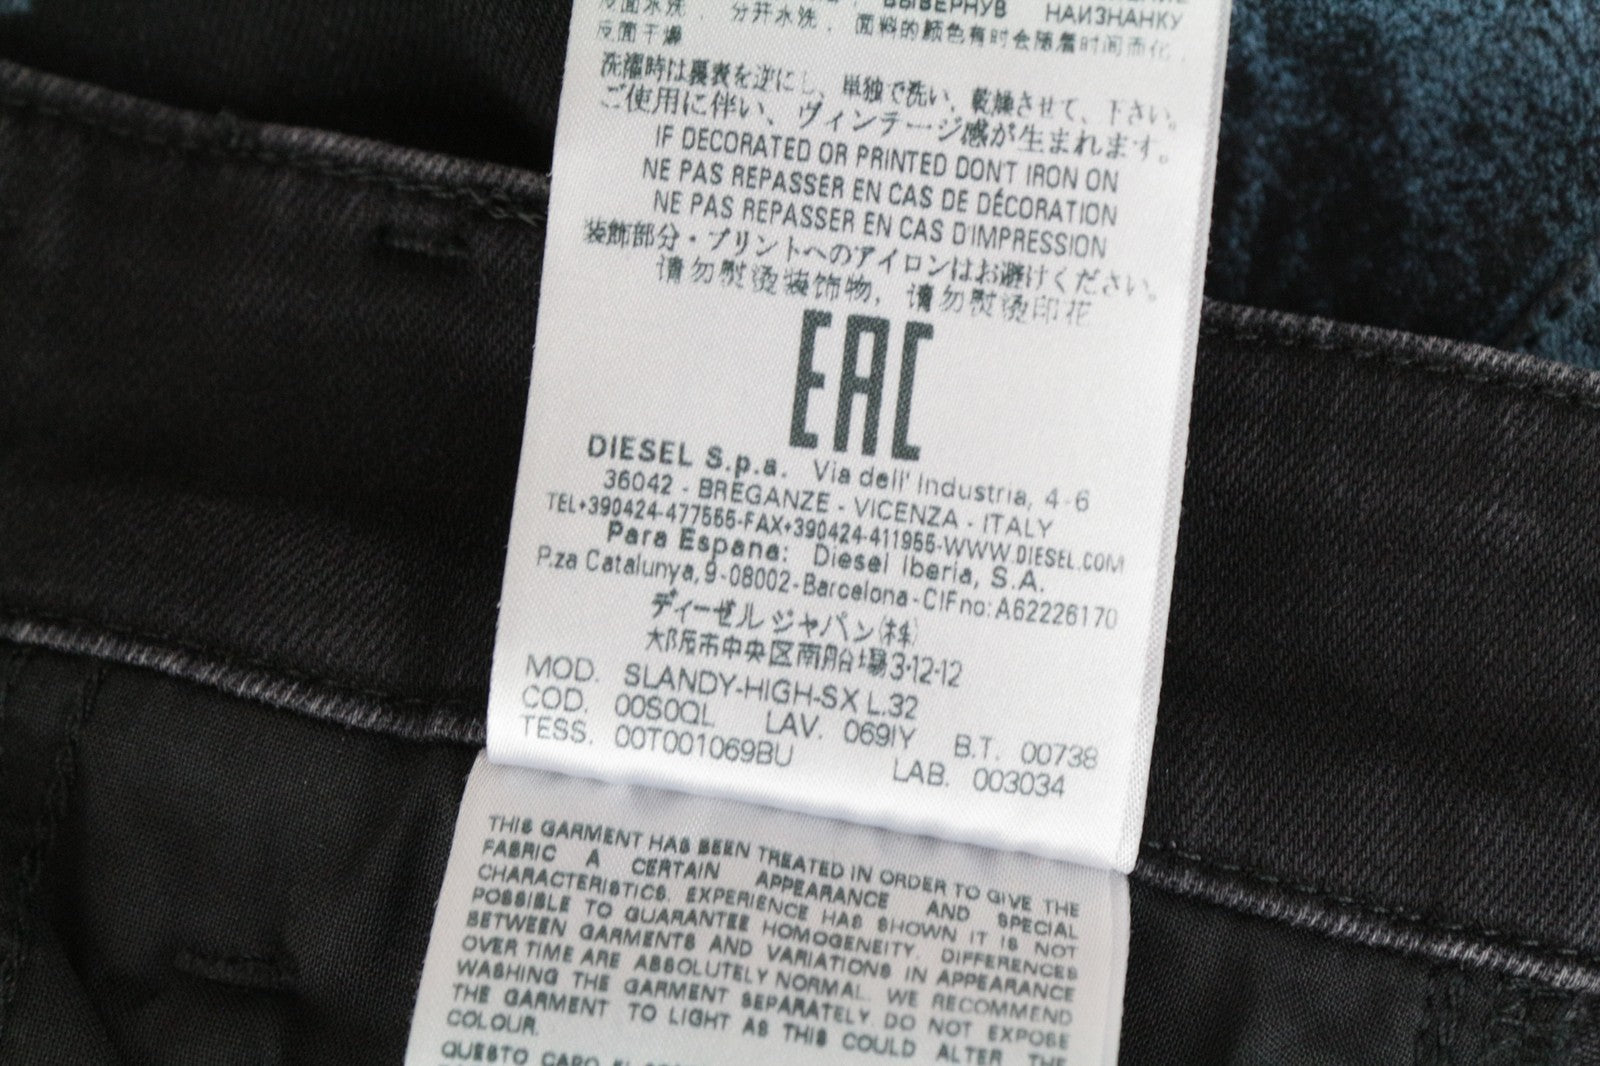 ВЫВЕРНУВ НАИЗНАНКУ
反面水洗，分开水洗，面料的颜色有时会随着时间而化，
反面干燥
洗濯時は裏表を逆にし、単独で洗い、乾燥させて、下さい。
ご使用に伴い、ヴィンテージ感が生まれます。
IF DECORATED OR PRINTED DONT IRON ON
NE PAS REPASSER EN CAS DE DÉCORATION
NE PAS REPASSER EN CAS D'IMPRESSION
装飾部分・プリントへのアイロンはお避けください。
请勿熨烫装饰物，请勿熨烫印花
EAC
DIESEL S.p.a. Via dell' Industria, 4-6
36042 - BREGANZE - VICENZA - ITALY
TEL+390424-477555-FAX+390424-411955-WWW.DIESEL.COM
Para Espana: Diesel Iberia, S.A.
P.za Catalunya,9-08002-Barcelona-CIFno:A62226170
ディーゼル ジャパン(株)
大阪市中央区南船場3-12-12
MOD. SLANDY-HIGH-SX L.32
COD. 00S0QL LAV. 069IY B.T. 00738
TESS. 00T001069BU LAB. 003034
THIS GARMENT HAS BEEN TREATED IN ORDER TO GIVE THE
FABRIC A CERTAIN APPEARANCE AND SPECIAL
CHARACTERISTICS. EXPERIENCE HAS SHOWN IT IS NOT
POSSIBLE TO GUARANTEE HOMOGENEITY. DIFFERENCES
BETWEEN GARMENTS AND VARIATIONS IN APPEARANCE
OVER TIME ARE ABSOLUTELY NORMAL. WE RECOMMEND
WASHING THE GARMENT SEPARATELY. DO NOT EXPOSE
THE GARMENT TO LIGHT AS THIS COULD ALTER THE
COLOUR.
QUESTO CAPO